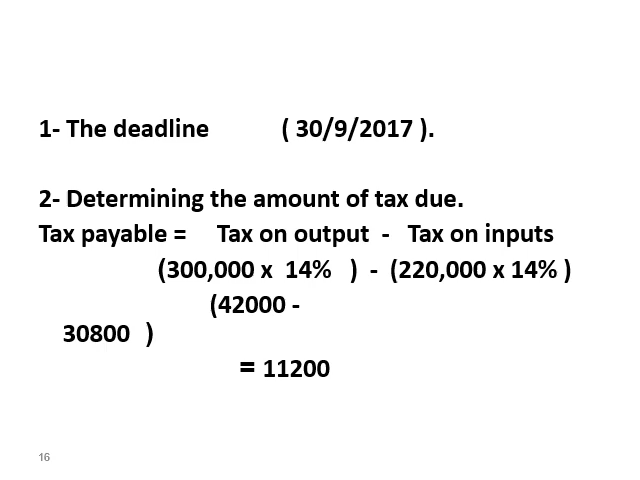 1- The deadline ( 30/9/2017 ).
2- Determining the amount of tax due.
Tax payable = Tax on output - Tax on inputs
(300,000 x 14% ) - (220,000 x 14% )
(42000 -
30800 )
= 11200
16